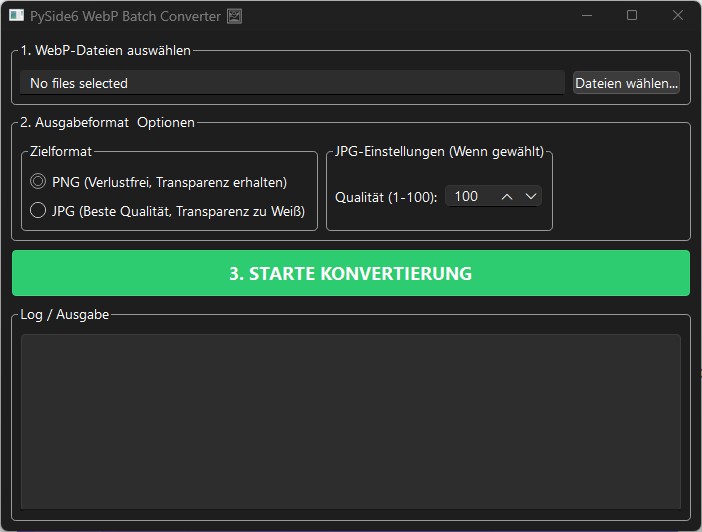 PySide6 WebP Batch Converter
1. WebP-Dateien auswählen
No files selected
Dateien wählen...
2. Ausgabeformat  Optionen
Zielformat
JPG-Einstellungen (Wenn gewählt)
PNG (Verlustfrei, Transparenz erhalten)
Qualität (1-100):
100
JPG (Beste Qualität, Transparenz zu Weiß)
3. STARTE KONVERTIERUNG
Log / Ausgabe